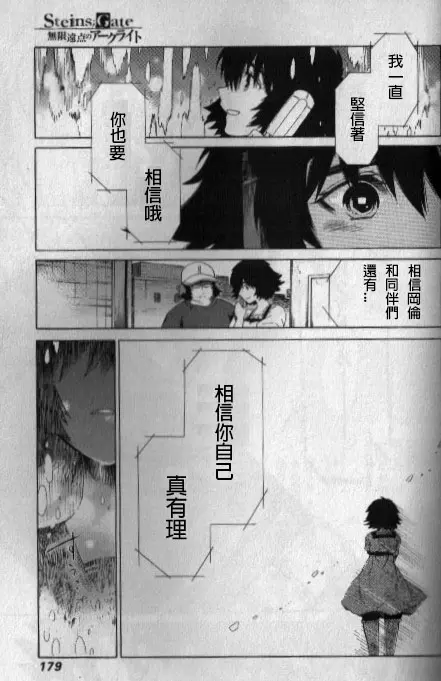 Steins;Gate
無限遠点のアークライト
我一直
堅信著
你也要
相信哦
相信岡倫
和同伴們
還有…
相信你自己
真有理
179